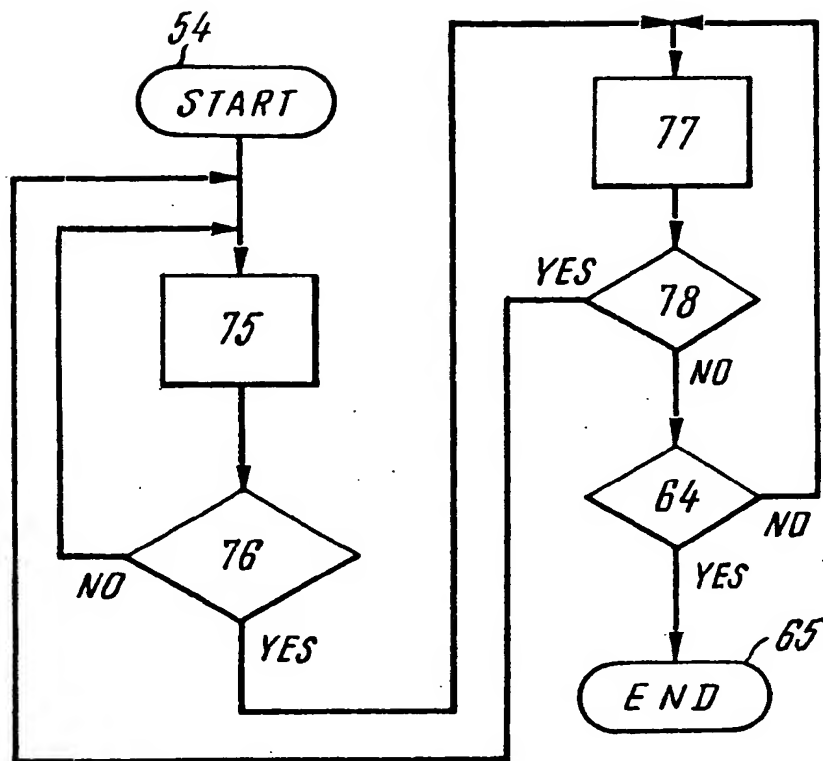 54
START
75
76
NO
YES
77
YES
78
NO
64
NO
YES
65
END